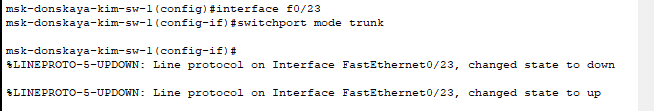 msk-donskaya-kim-sw-1(config)#interface f0/23
msk-donskaya-kim-sw-1(config-if)#switchport mode trunk
msk-donskaya-kim-sw-1(config-if)#
%LINEPROTO-5-UPDOWN: Line protocol on Interface FastEthernet0/23, changed state to down
%LINEPROTO-5-UPDOWN: Line protocol on Interface FastEthernet0/23, changed state to up